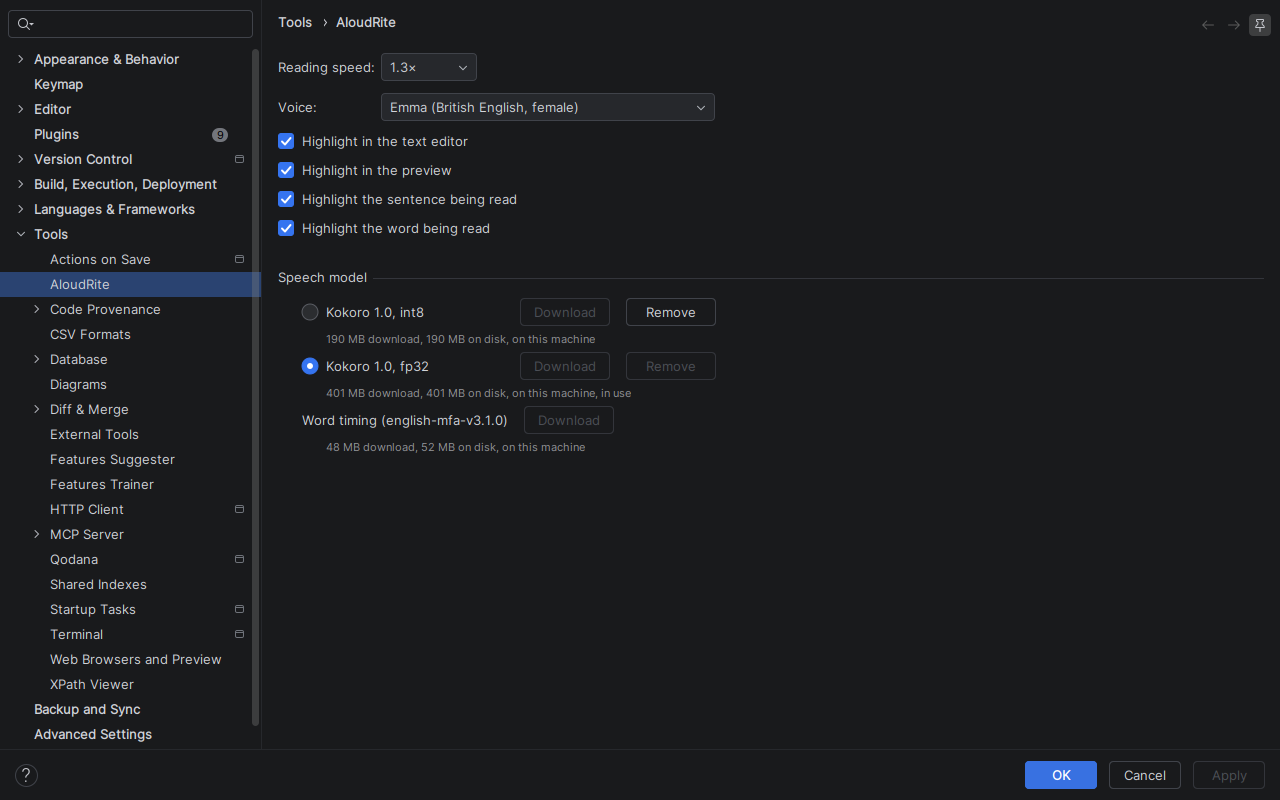 Tools › AloudRite
Appearance & Behavior
Keymap
Editor
Plugins 9
Version Control
Build, Execution, Deployment
Languages & Frameworks
Tools
Actions on Save
AloudRite
Code Provenance
CSV Formats
Database
Diagrams
Diff & Merge
External Tools
Features Suggester
Features Trainer
HTTP Client
MCP Server
Qodana
Shared Indexes
Startup Tasks
Terminal
Web Browsers and Preview
XPath Viewer
Backup and Sync
Advanced Settings
Reading speed: 1.3×
Voice: Emma (British English, female)
Highlight in the text editor
Highlight in the preview
Highlight the sentence being read
Highlight the word being read
Speech model
Kokoro 1.0, int8 Download Remove
190 MB download, 190 MB on disk, on this machine
Kokoro 1.0, fp32 Download Remove
401 MB download, 401 MB on disk, on this machine, in use
Word timing (english-mfa-v3.1.0) Download
48 MB download, 52 MB on disk, on this machine
? OK Cancel Apply